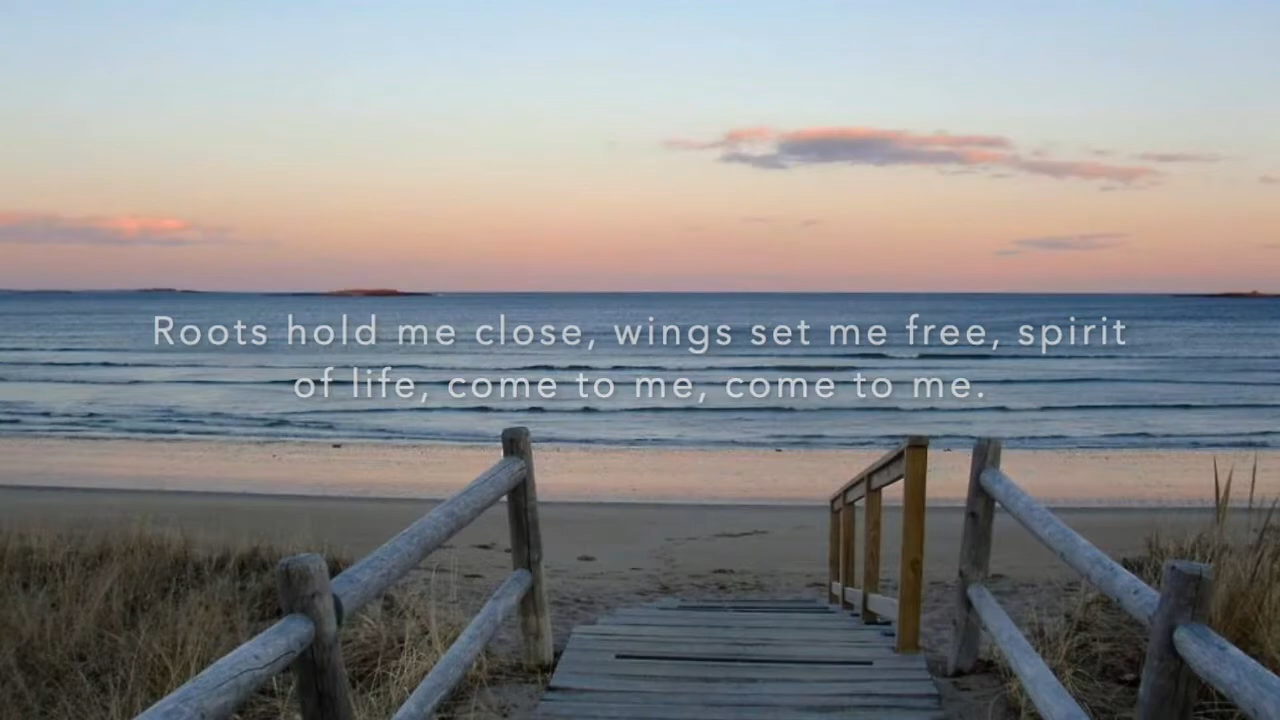 Roots hold me close, wings set me free, spirit
of life, come to me, come to me.